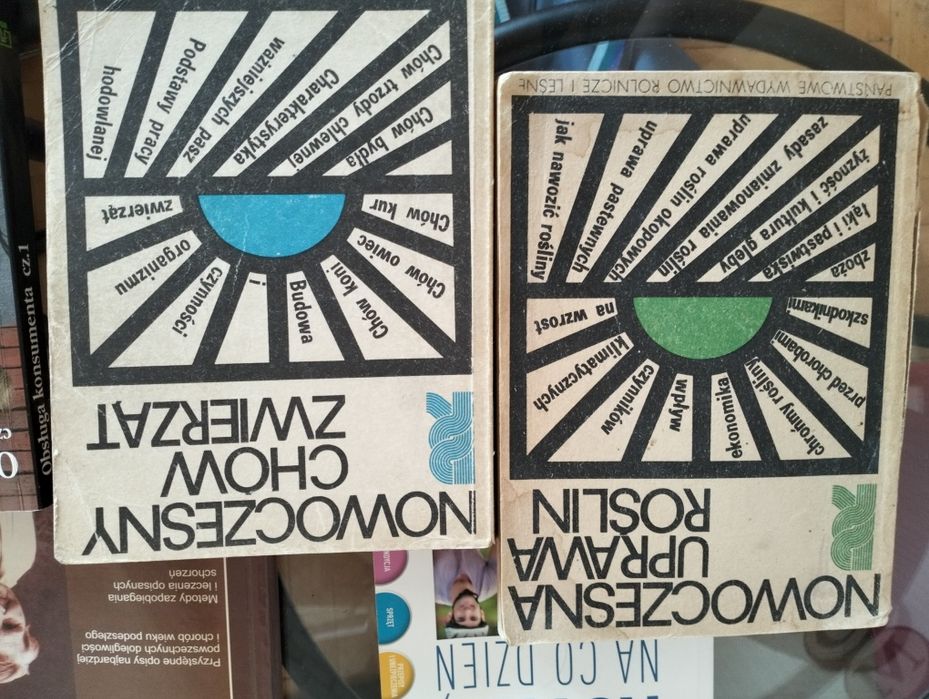 NOWOCZESNY
CHÓW
ZWIERZĄT
Budowa
i
czynności
organizmu
zwierząt
Podstawy pracy
hodowlanej
Charakterystyka
ważniejszych pasz
Chów trzody chlewnej
Chów bydła
Chów kur
Chów owiec
Chów koni
NOWOCZESNA
UPRAWA
ROŚLIN
ekonomika
wpływ
czynników
klimatycznych
na wzrost
jak nawozić rośliny
uprawa pastewnych
uprawa roślin okopowych
zasady zmianowania roślin
żyzność i kultura gleby
łąki i pastwiska
zboża
chrońmy rośliny
przed chorobami
szkodnikami
PAŃSTWOWE WYDAWNICTWO ROLNICZE I LEŚNE
Obsługa konsumenta cz.1
Przystępne opisy najbardziej
powszechnych dolegliwości
i chorób wieku podeszłego
Metody zapobiegania
i leczenia opisanych
schorzeń
NA CO DZIEŃ
SPRZĘT